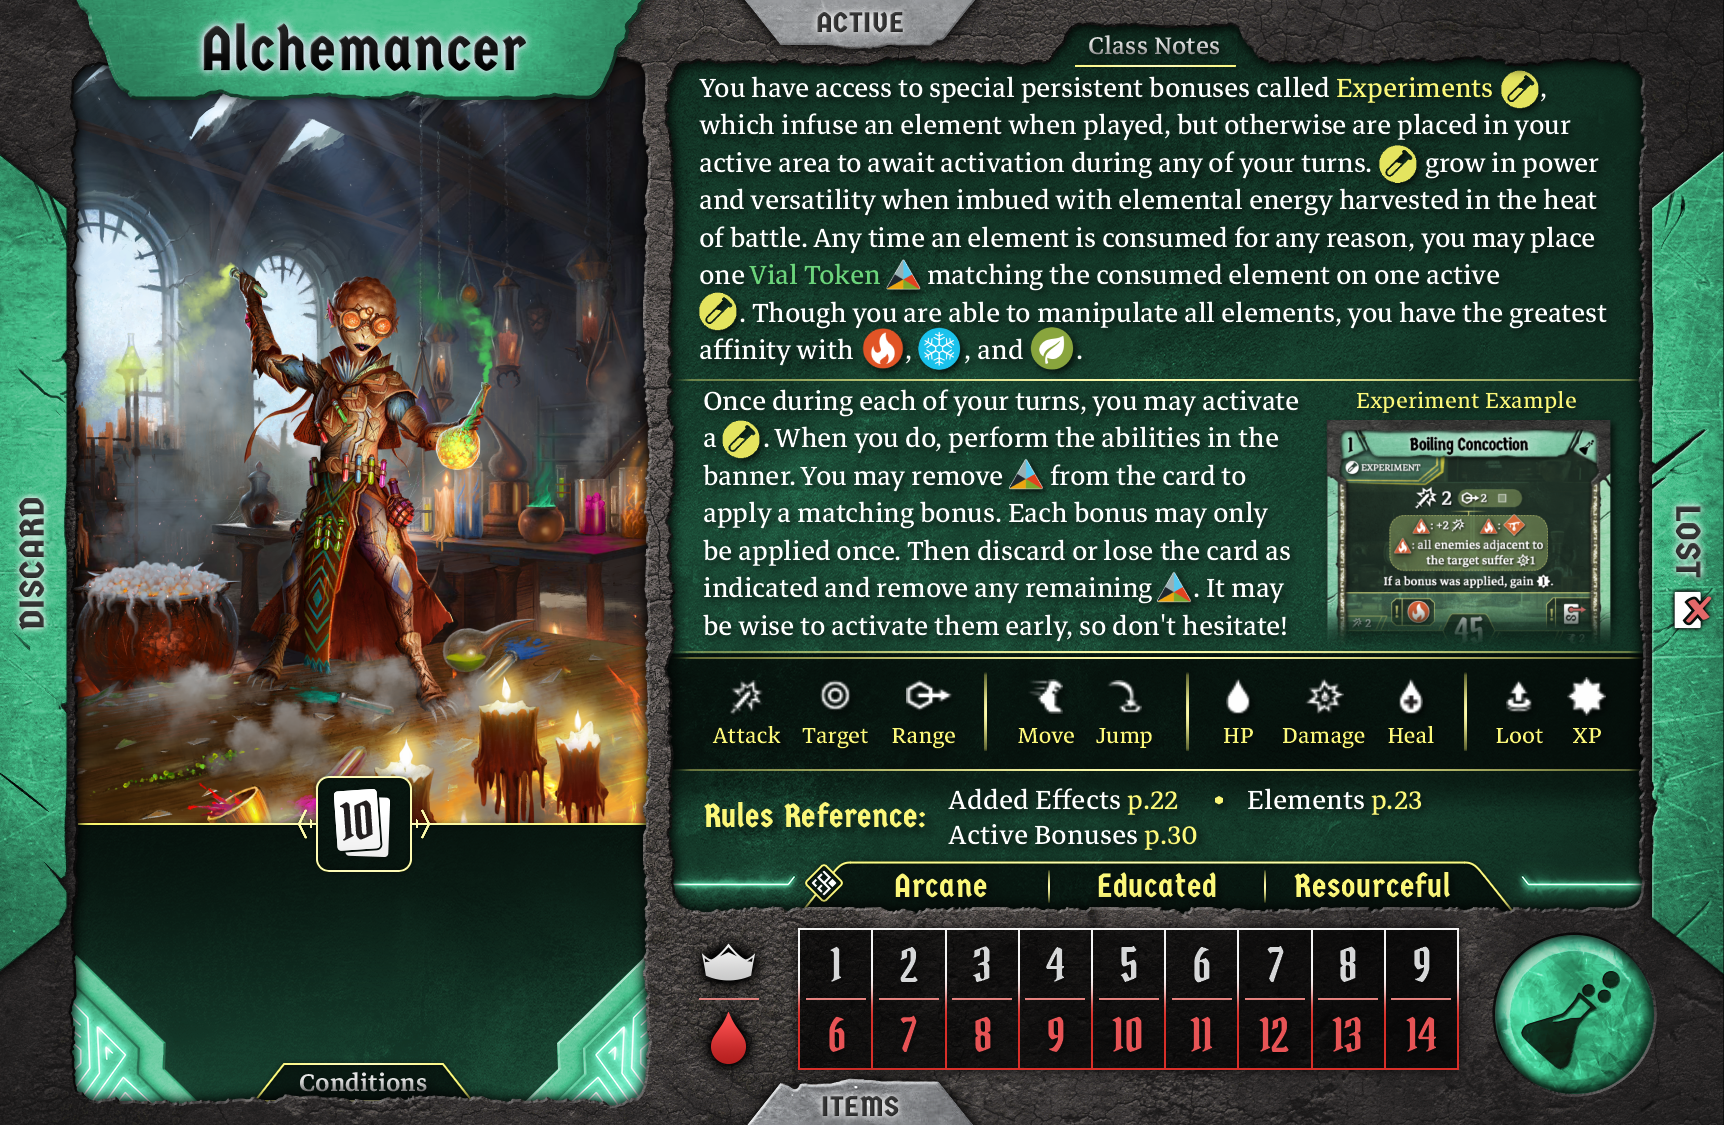 Alchemancer
ACTIVE
Class Notes
You have access to special persistent bonuses called Experiments ,
which infuse an element when played, but otherwise are placed in your
active area to await activation during any of your turns. grow in power
and versatility when imbued with elemental energy harvested in the heat
of battle. Any time an element is consumed for any reason, you may place
one Vial Token matching the consumed element on one active
. Though you are able to manipulate all elements, you have the greatest
affinity with , , and .
Once during each of your turns, you may activate
a . When you do, perform the abilities in the
banner. You may remove from the card to
apply a matching bonus. Each bonus may only
be applied once. Then discard or lose the card as
indicated and remove any remaining . It may
be wise to activate them early, so don't hesitate!
Experiment Example
1 Boiling Concoction
EXPERIMENT
2 2
: +2 :
: all enemies adjacent to
the target suffer 1
If a bonus was applied, gain 1.
2 45
Attack Target Range Move Jump HP Damage Heal Loot XP
Rules Reference:
Added Effects p.22 • Elements p.23
Active Bonuses p.30
Arcane Educated Resourceful
1 2 3 4 5 6 7 8 9
6 7 8 9 10 11 12 13 14
10
Conditions
ITEMS
DISCARD
LOST